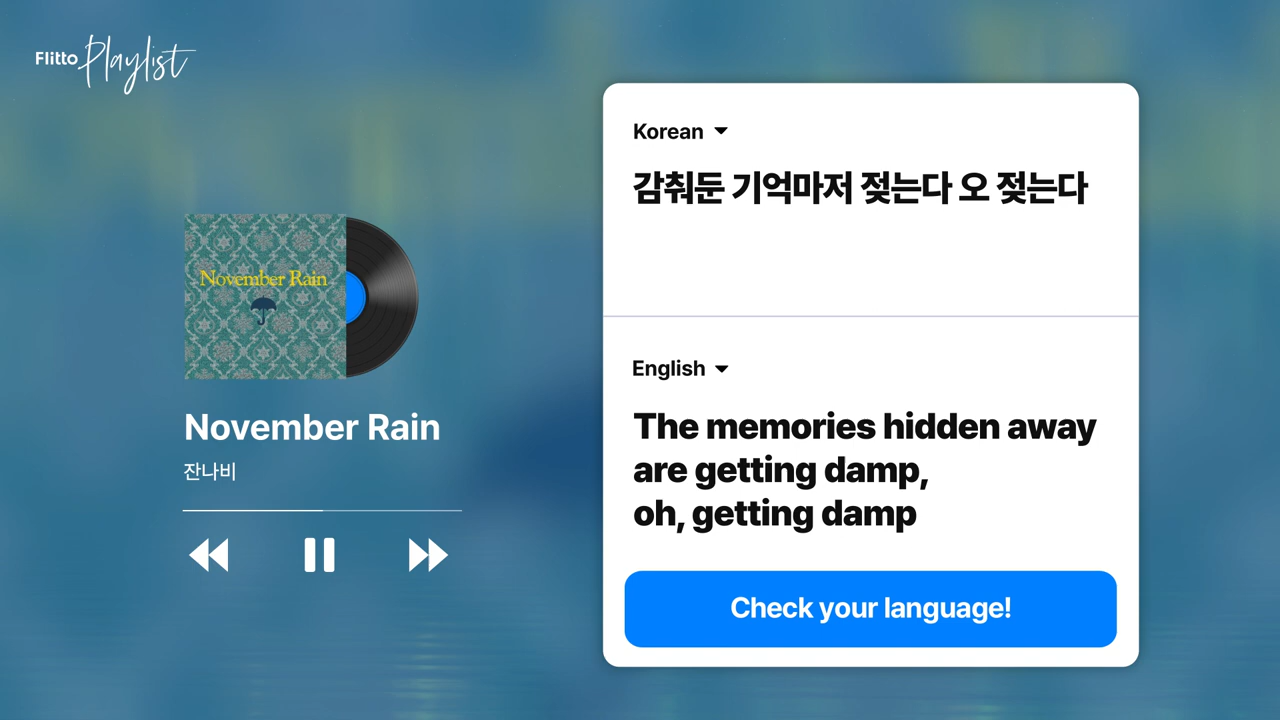 Flitto Playlist
November Rain
November Rain
잔나비
Korean
감춰둔 기억마저 젖는다 오 젖는다
English
The memories hidden away
are getting damp,
oh, getting damp
Check your language!